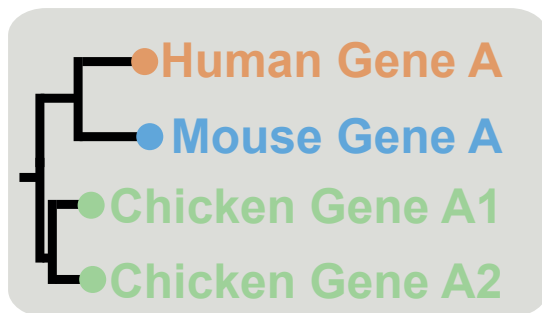 Human Gene A
Mouse Gene A
Chicken Gene A1
Chicken Gene A2